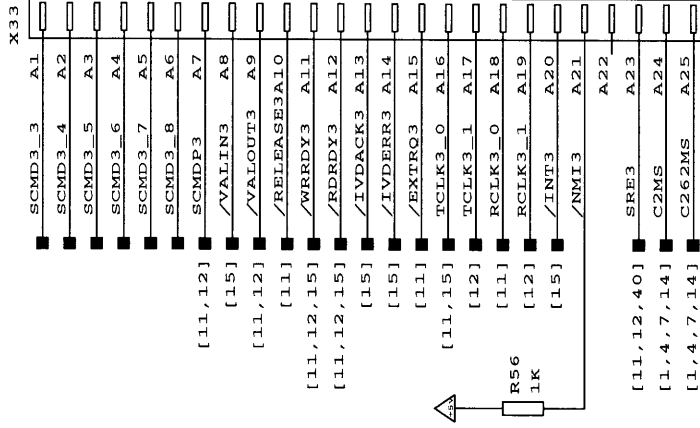 X33
SCMD3_3 A1
SCMD3_4 A2
SCMD3_5 A3
SCMD3_6 A4
SCMD3_7 A5
SCMD3_8 A6
[11,12] SCMDP3 A7
[15] /VALIN3 A8
[11,12] /VALOUT3 A9
[11] /RELEASE3A10
[11,12,15] /WRRDY3 A11
[11,12,15] /RDRDY3 A12
[15] /IVDACK3 A13
[15] /IVDERR3 A14
[11] /EXTRQ3 A15
[11,15] TCLK3_0 A16
[12] TCLK3_1 A17
[11] RCLK3_0 A18
[12] RCLK3_1 A19
[15] /INT3 A20
/NMI3 A21
A22
[11,12,40] SRE3 A23
[1,4,7,14] C2MS A24
[1,4,7,14] C262MS A25
R56
1K